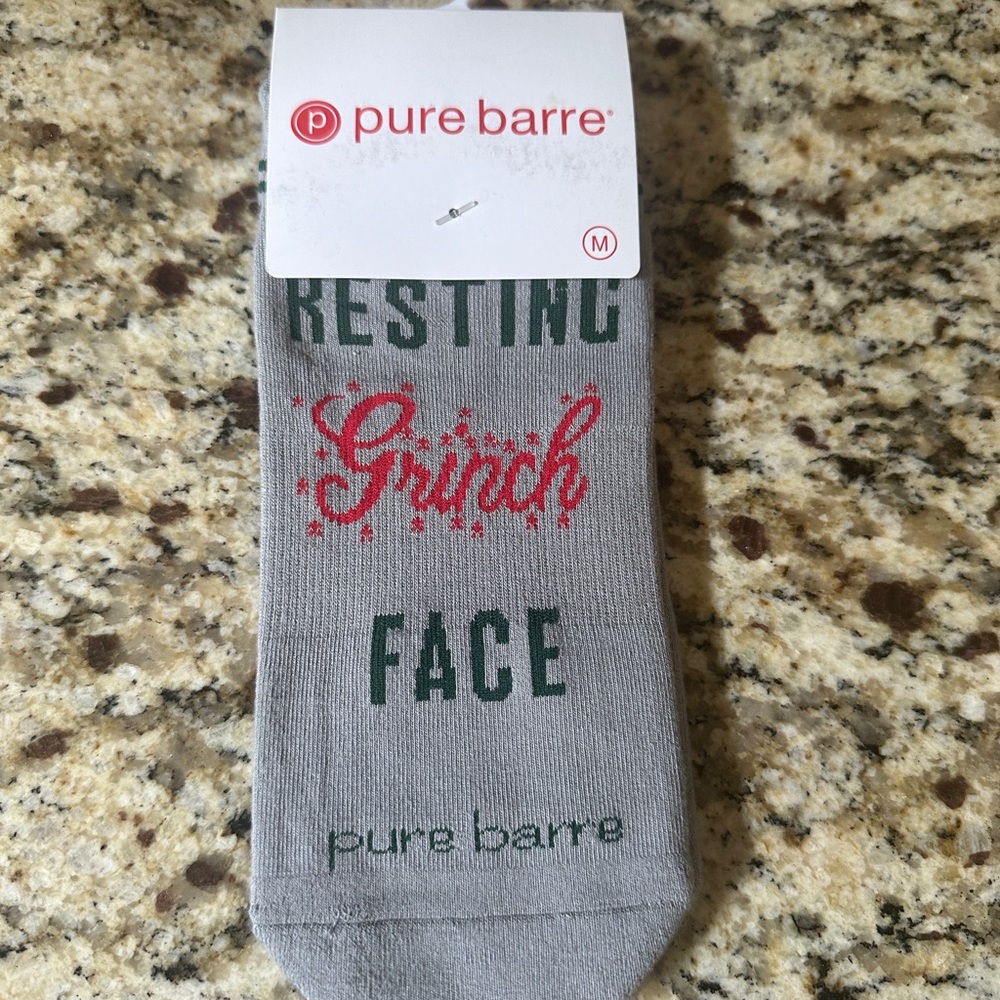 p pure barre®
M
RESTING
Grinch
FACE
pure barre